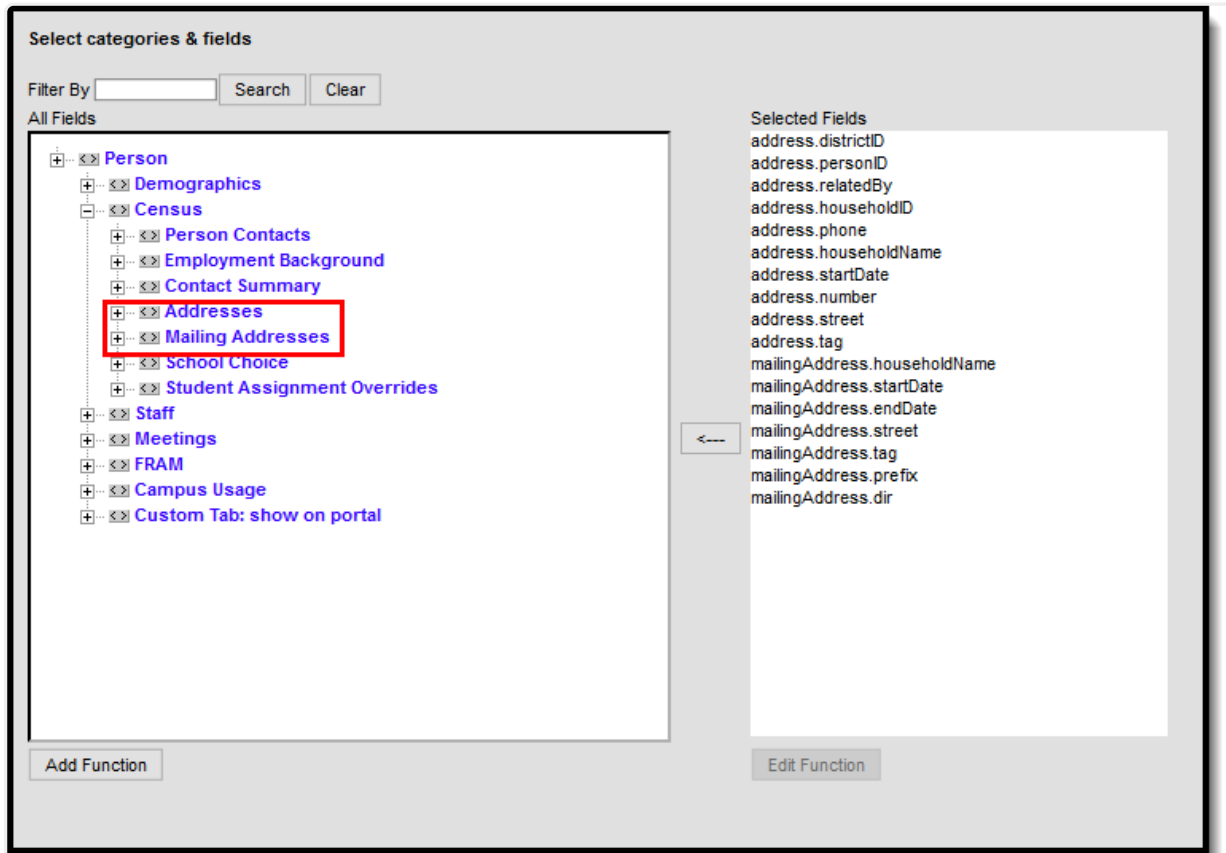 Select categories & fields
Filter By Search Clear
All Fields
Person
Demographics
Census
Person Contacts
Employment Background
Contact Summary
Addresses
Mailing Addresses
School Choice
Student Assignment Overrides
Staff
Meetings
FRAM
Campus Usage
Custom Tab: show on portal
Add Function
<---
Selected Fields
address.districtID
address.personID
address.relatedBy
address.householdID
address.phone
address.householdName
address.startDate
address.number
address.street
address.tag
mailingAddress.householdName
mailingAddress.startDate
mailingAddress.endDate
mailingAddress.street
mailingAddress.tag
mailingAddress.prefix
mailingAddress.dir
Edit Function